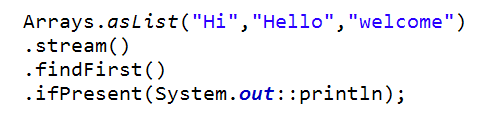 Arrays.asList("Hi","Hello","welcome")
.stream()
.findFirst()
.ifPresent(System.out::println);